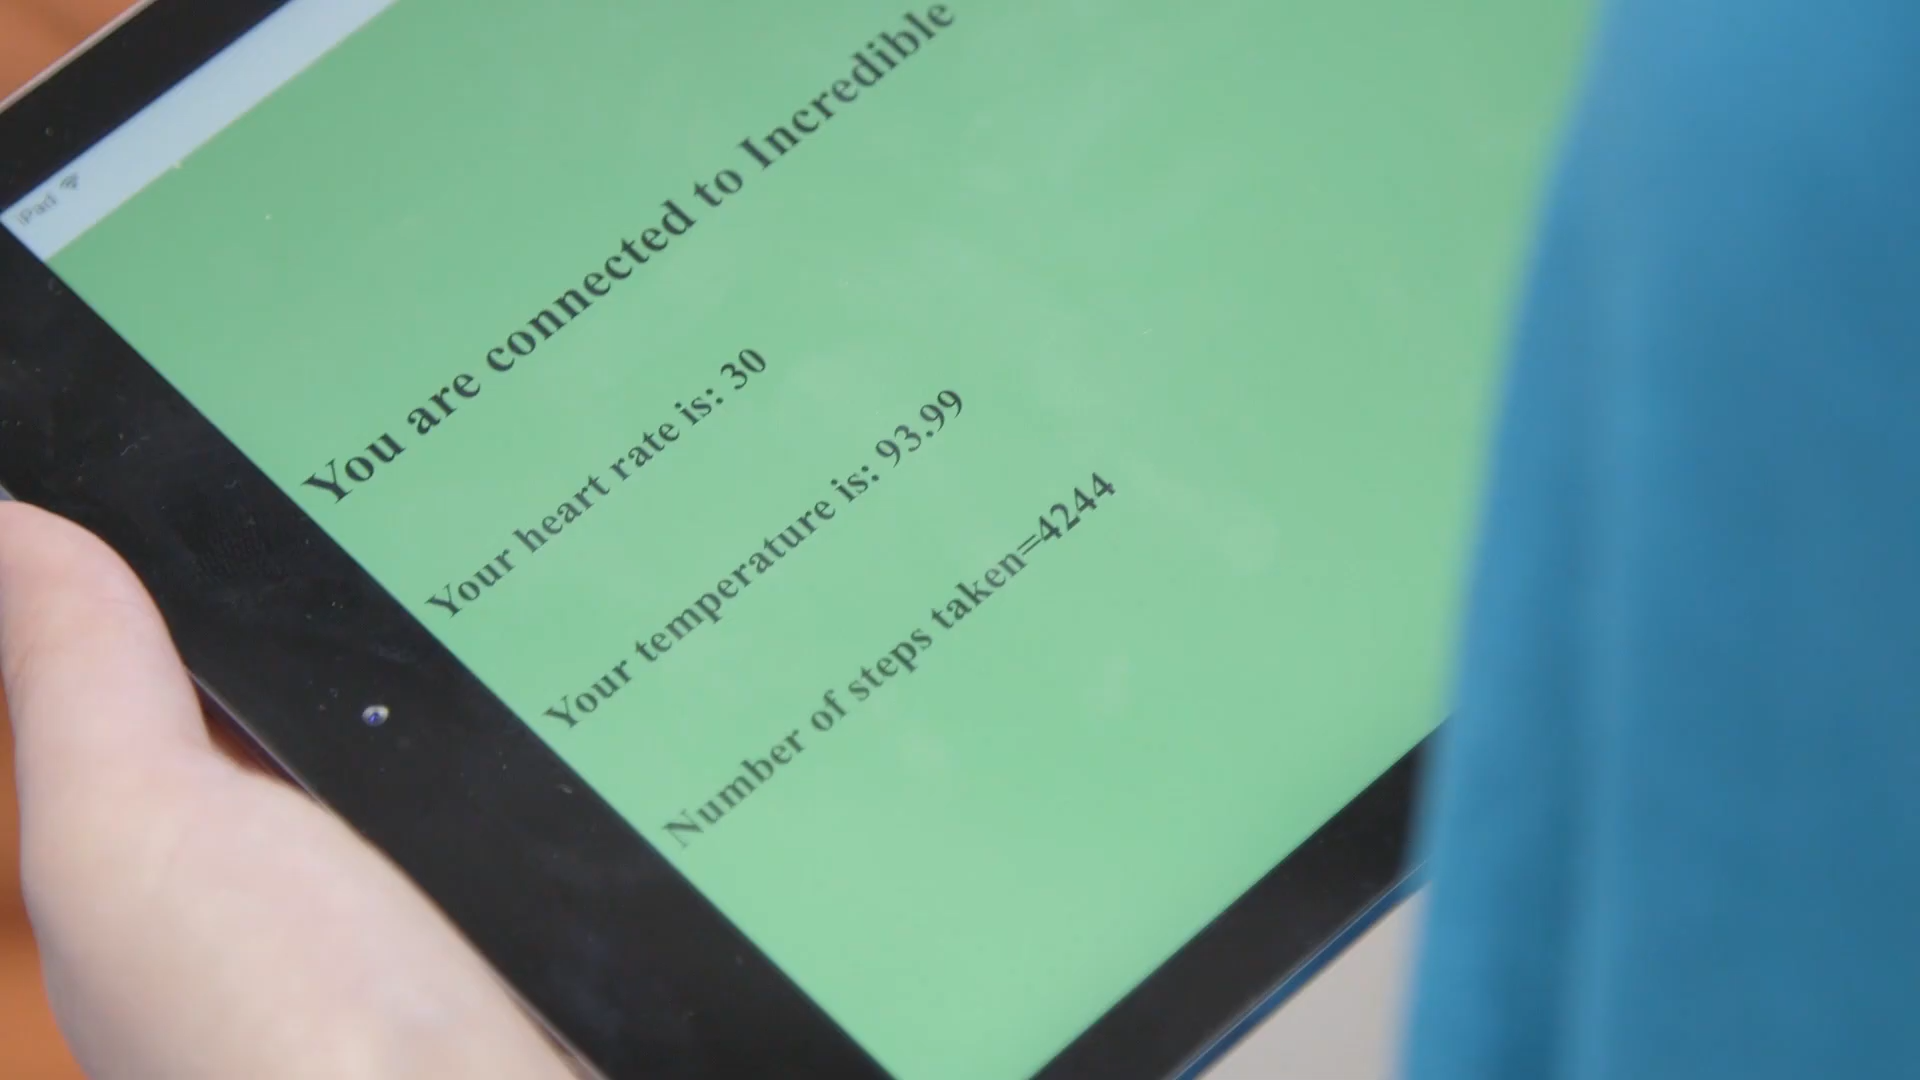 iPad
You are connected to Incredible
Your heart rate is: 30
Your temperature is: 93.99
Number of steps taken=4244